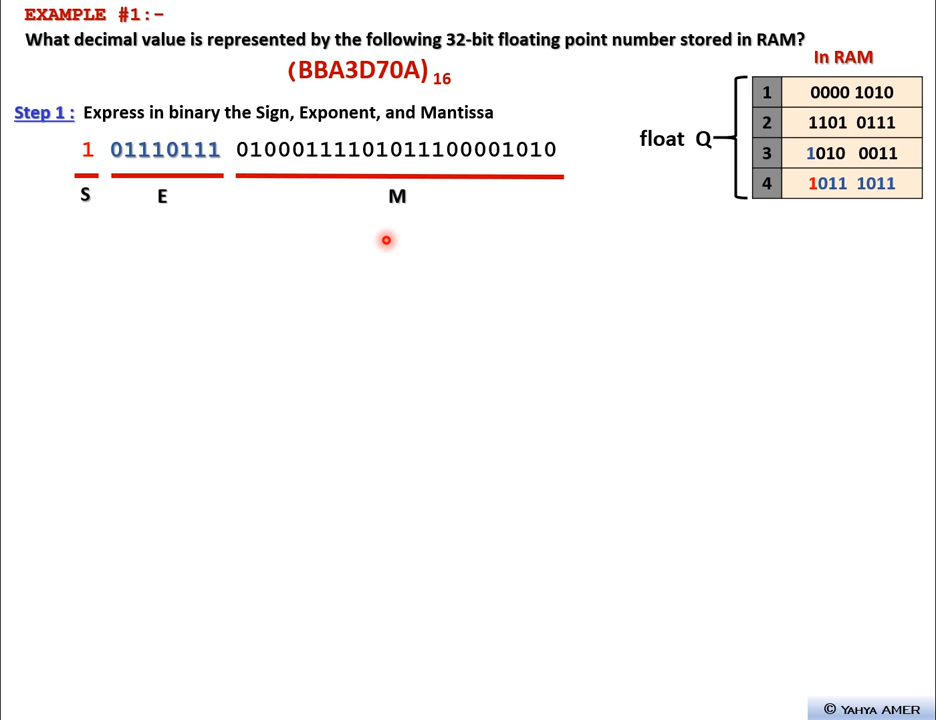 EXAMPLE #1:-
What decimal value is represented by the following 32-bit floating point number stored in RAM?
(BBA3D70A) 16
In RAM
1 0000 1010
2 1101 0111
3 1010 0011
4 1011 1011
float Q
Step 1 : Express in binary the Sign, Exponent, and Mantissa
1 01110111 01000111101011100001010
S E M
© YAHYA AMER